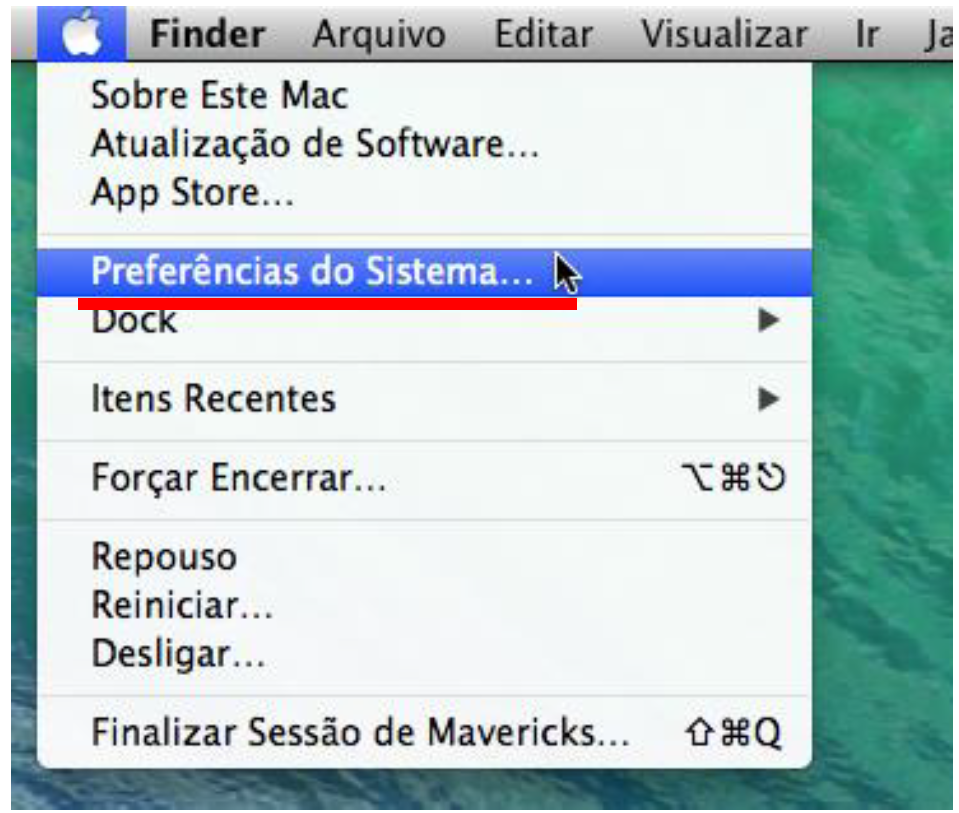 Finder Arquivo Editar Visualizar Ir Ja
Sobre Este Mac
Atualização de Software...
App Store...
Preferências do Sistema...
Dock ▶
Itens Recentes ▶
Forçar Encerrar... ⌥⌘⎋
Repouso
Reiniciar...
Desligar...
Finalizar Sessão de Mavericks... ⇧⌘Q